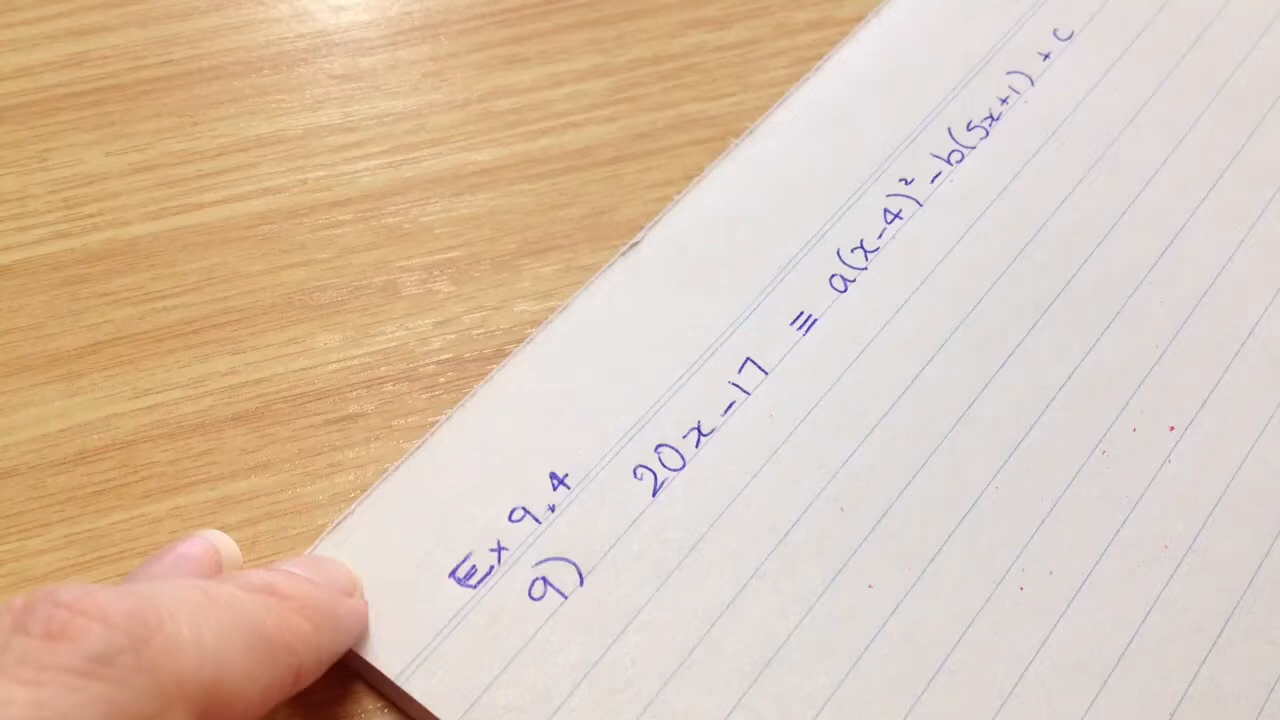 Ex 9.4
9) 20x - 17 ≡ a(x-4)² - b(5x+1) + c